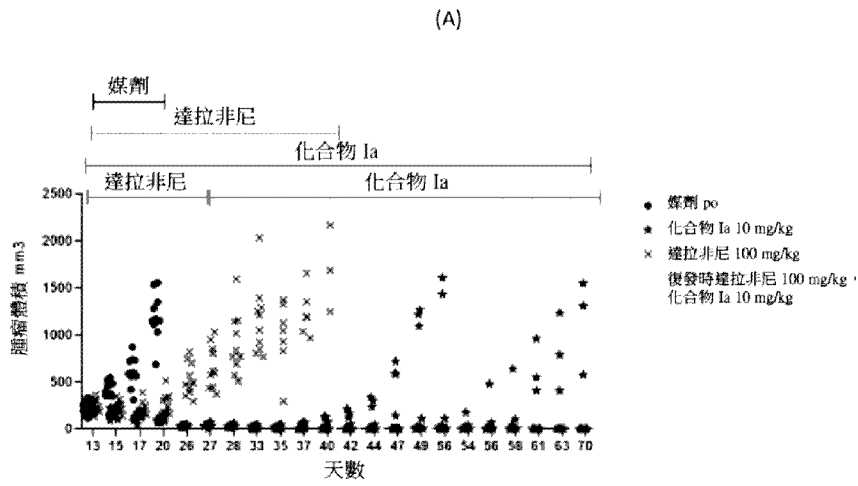 (A)
媒劑
達拉非尼
化合物 Ia
達拉非尼 化合物 Ia
2500
2000
1500
1000
500
0
腫瘤體積 mm3
13 15 17 20 26 27 28 33 35 37 40 42 44 47 49 56 54 56 58 61 63 70
天數
媒劑 po
化合物 Ia 10 mg/kg
達拉非尼 100 mg/kg
復發時達拉非尼 100 mg/kg,
化合物 Ia 10 mg/kg